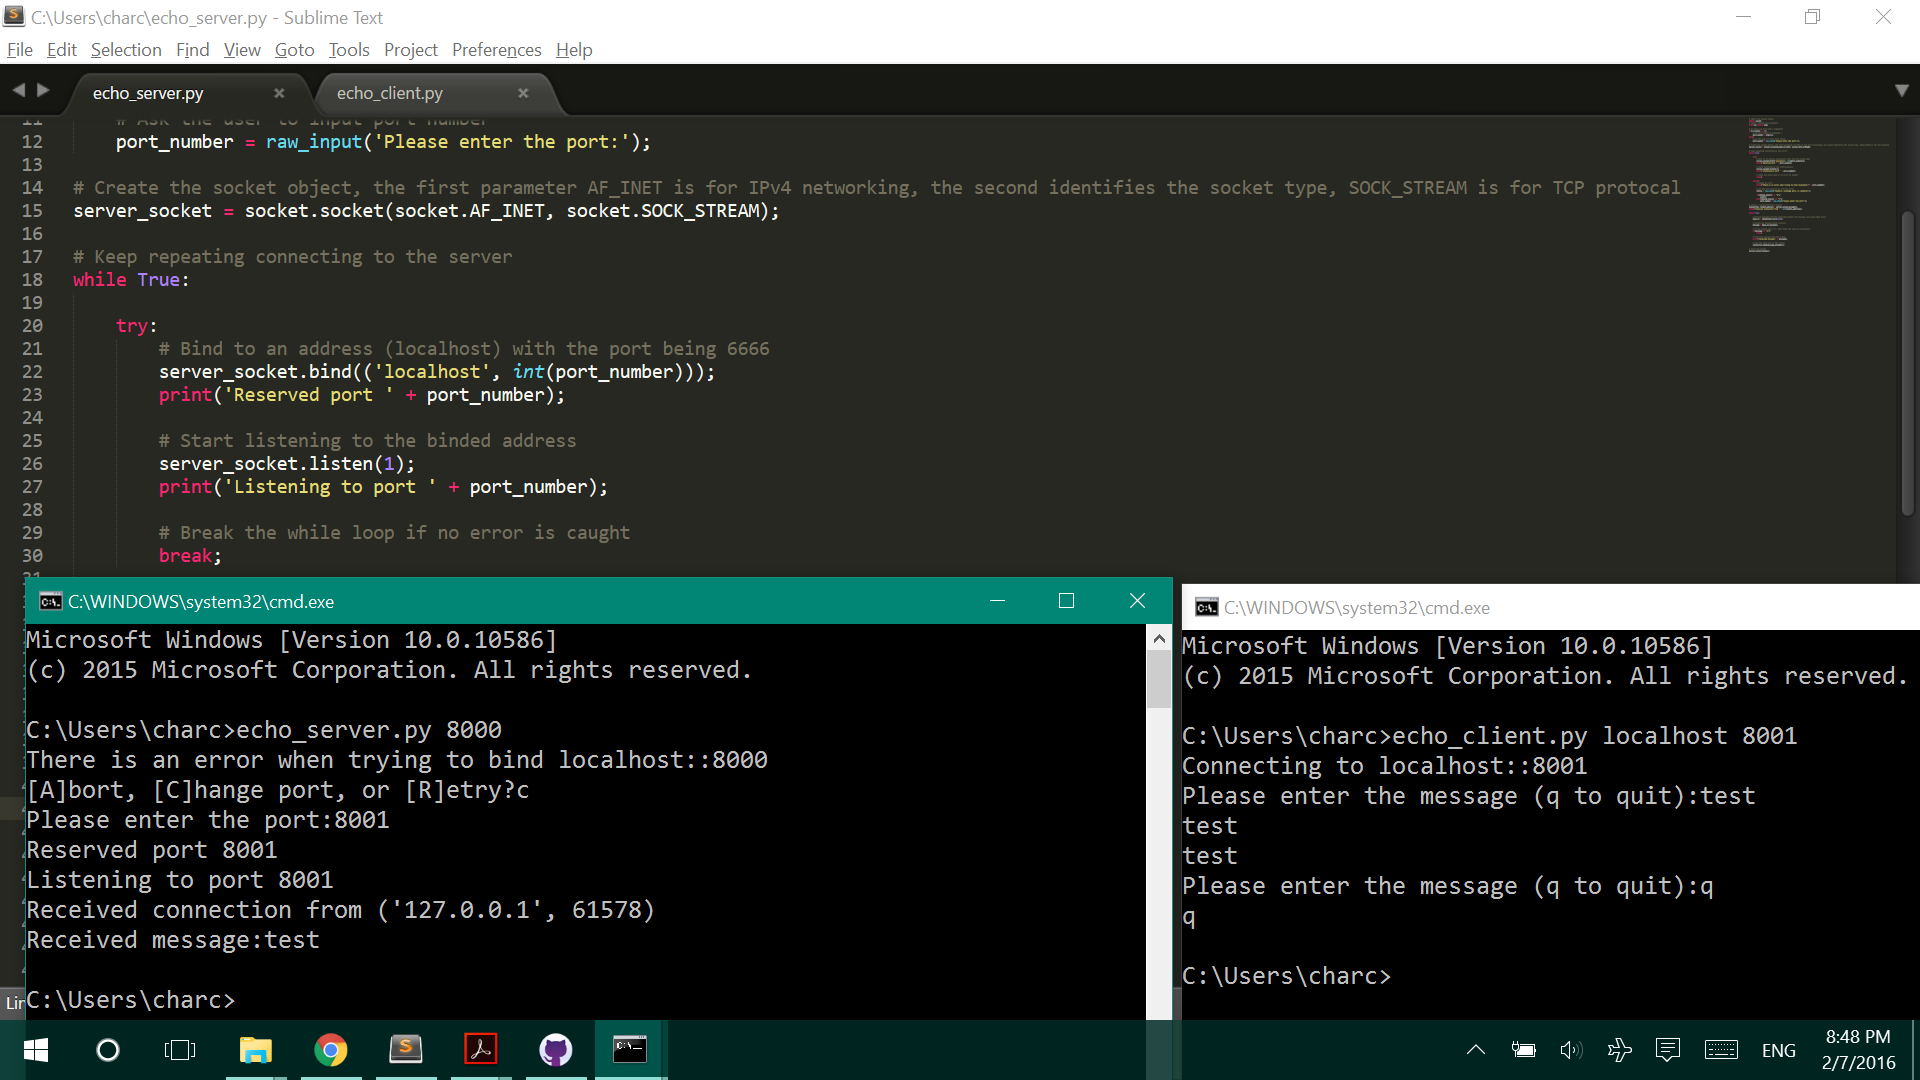 C:\Users\charc\echo_server.py - Sublime Text
File Edit Selection Find View Goto Tools Project Preferences Help
echo_server.py × echo_client.py ×
11 # Ask the user to input port number
12 port_number = raw_input('Please enter the port:');
13
14 # Create the socket object, the first parameter AF_INET is for IPv4 networking, the second identifies the socket type, SOCK_STREAM is for TCP protocal
15 server_socket = socket.socket(socket.AF_INET, socket.SOCK_STREAM);
16
17 # Keep repeating connecting to the server
18 while True:
19
20 try:
21 # Bind to an address (localhost) with the port being 6666
22 server_socket.bind(('localhost', int(port_number)));
23 print('Reserved port ' + port_number);
24
25 # Start listening to the binded address
26 server_socket.listen(1);
27 print('Listening to port ' + port_number);
28
29 # Break the while loop if no error is caught
30 break;
31
C:\WINDOWS\system32\cmd.exe
Microsoft Windows [Version 10.0.10586]
(c) 2015 Microsoft Corporation. All rights reserved.
C:\Users\charc>echo_server.py 8000
There is an error when trying to bind localhost::8000
[A]bort, [C]hange port, or [R]etry?c
Please enter the port:8001
Reserved port 8001
Listening to port 8001
Received connection from ('127.0.0.1', 61578)
Received message:test
C:\Users\charc>
C:\WINDOWS\system32\cmd.exe
Microsoft Windows [Version 10.0.10586]
(c) 2015 Microsoft Corporation. All rights reserved.
C:\Users\charc>echo_client.py localhost 8001
Connecting to localhost::8001
Please enter the message (q to quit):test
test
test
Please enter the message (q to quit):q
q
C:\Users\charc>
Lin
ENG
8:48 PM
2/7/2016